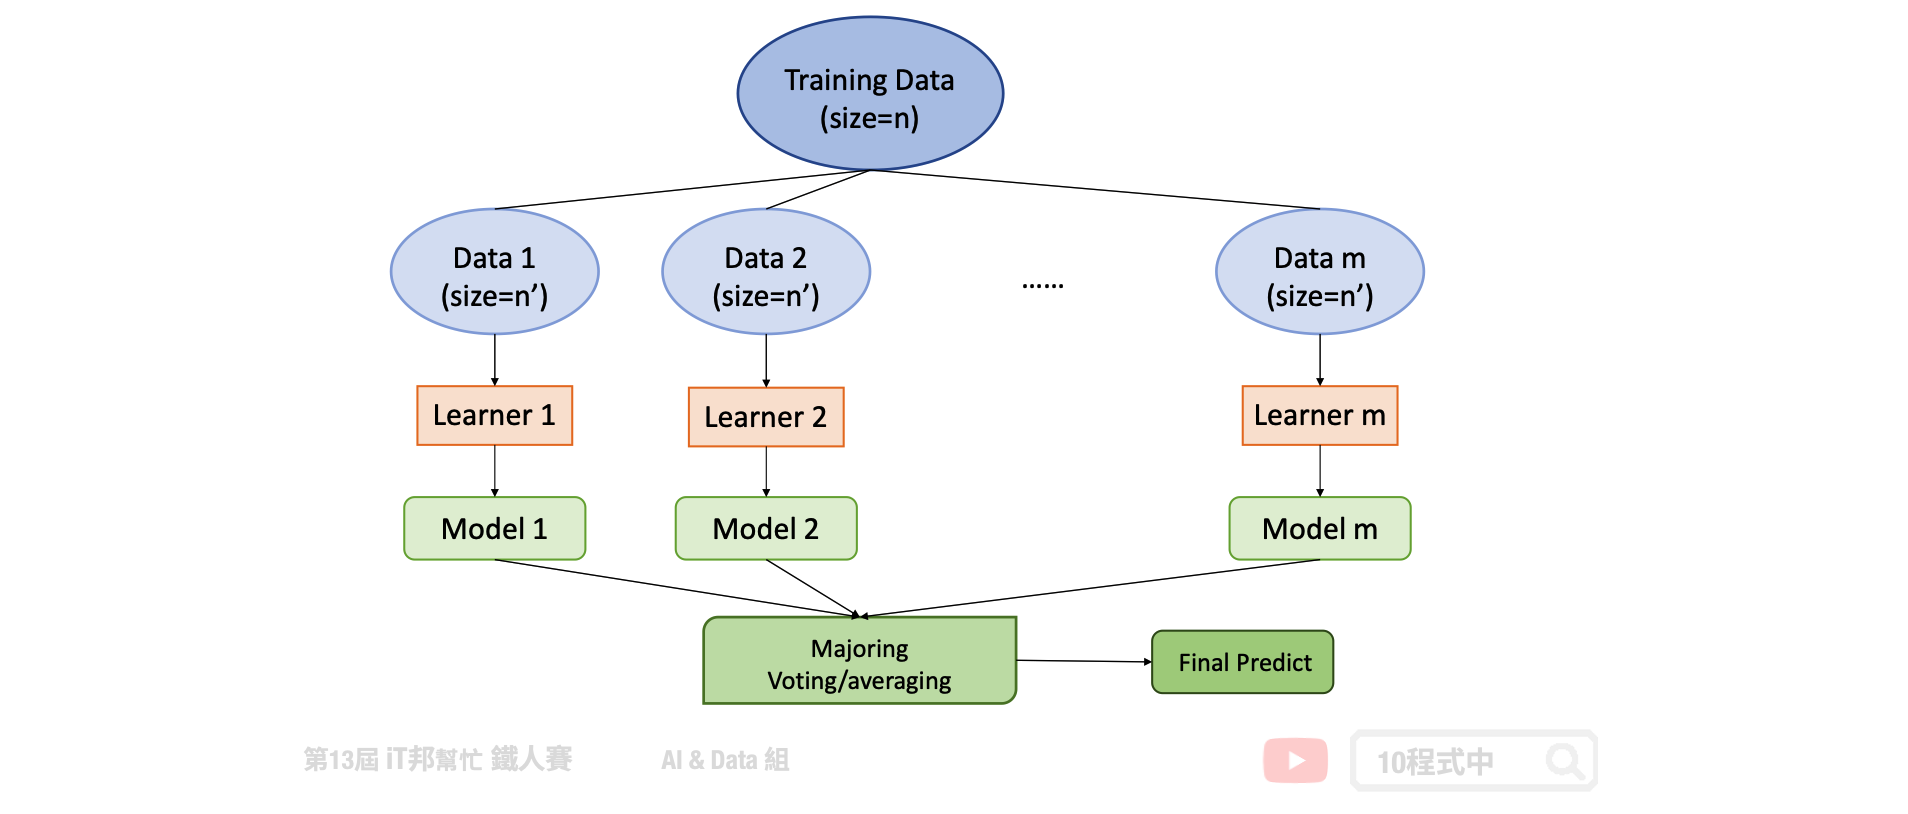 Training Data
(size=n)
Data 1
(size=n’)
Data 2
(size=n’)
……
Data m
(size=n’)
Learner 1
Learner 2
Learner m
Model 1
Model 2
Model m
Majoring
Voting/averaging
Final Predict
第13屆 iT邦幫忙 鐵人賽
AI & Data 組
10程式中